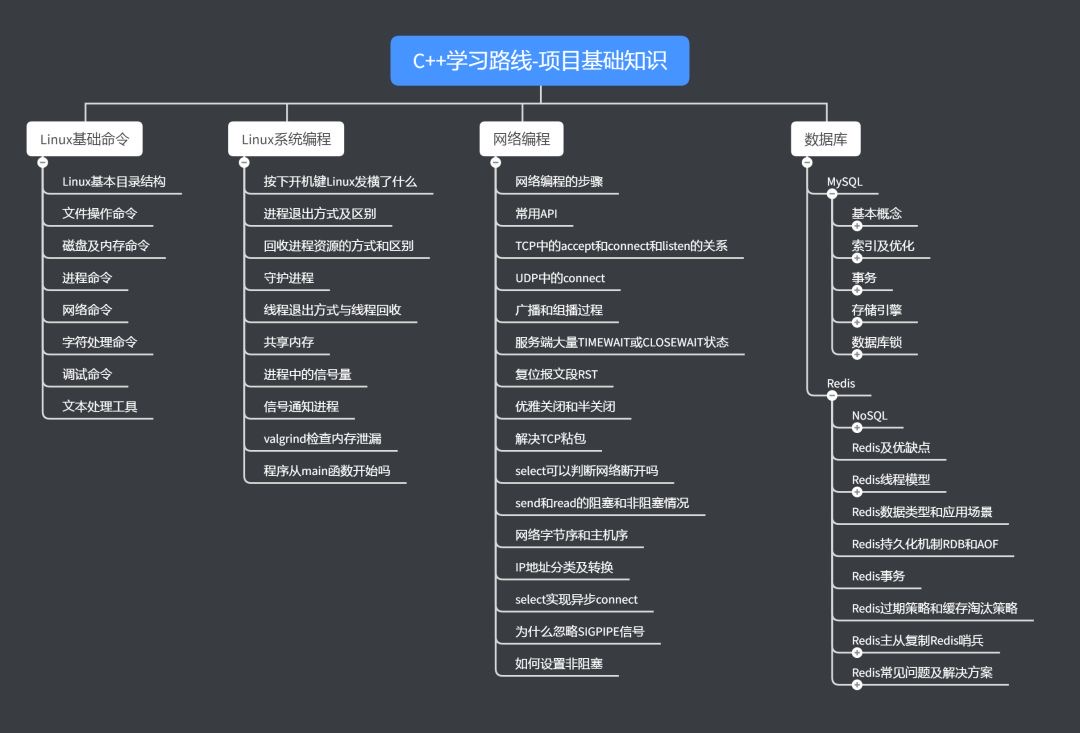 C++学习路线-项目基础知识
Linux基础命令
Linux基本目录结构
文件操作命令
磁盘及内存命令
进程命令
网络命令
字符处理命令
调试命令
文本处理工具
Linux系统编程
按下开机键Linux发横了什么
进程退出方式及区别
回收进程资源的方式和区别
守护进程
线程退出方式与线程回收
共享内存
进程中的信号量
信号通知进程
valgrind检查内存泄漏
程序从main函数开始吗
网络编程
网络编程的步骤
常用API
TCP中的accept和connect和listen的关系
UDP中的connect
广播和组播过程
服务端大量TIMEWAIT或CLOSEWAIT状态
复位报文段RST
优雅关闭和半关闭
解决TCP粘包
select可以判断网络断开吗
send和read的阻塞和非阻塞情况
网络字节序和主机序
IP地址分类及转换
select实现异步connect
为什么忽略SIGPIPE信号
如何设置非阻塞
数据库
MySQL
基本概念
索引及优化
事务
存储引擎
数据库锁
Redis
NoSQL
Redis及优缺点
Redis线程模型
Redis数据类型和应用场景
Redis持久化机制RDB和AOF
Redis事务
Redis过期策略和缓存淘汰策略
Redis主从复制Redis哨兵
Redis常见问题及解决方案